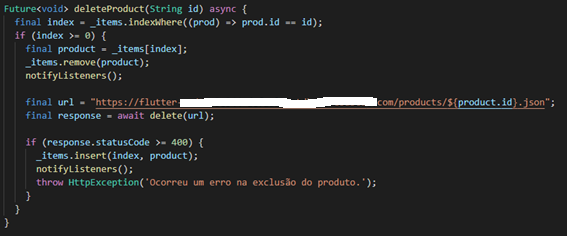 Future<void> deleteProduct(String id) async {
final index = _items.indexWhere((prod) => prod.id == id);
if (index >= 0) {
final product = _items[index];
_items.remove(product);
notifyListeners();
final url = "https://flutter- com/products/${product.id}.json";
final response = await delete(url);
if (response.statusCode >= 400) {
_items.insert(index, product);
notifyListeners();
throw HttpException('Ocorreu um erro na exclusão do produto.');
}
}
}